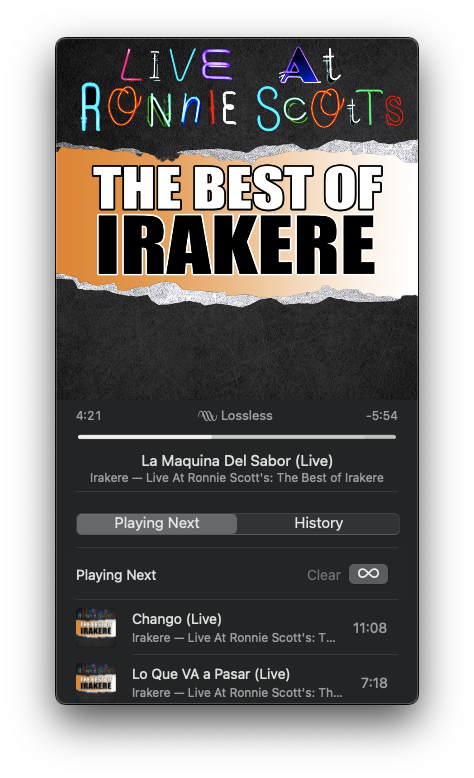 LIVE At
RONNIE ScOtTs
THE BEST OF
IRAKERE
4:21
Lossless
-5:54
La Maquina Del Sabor (Live)
Irakere — Live At Ronnie Scott's: The Best of Irakere
Playing Next
History
Playing Next
Clear
Chango (Live)
Irakere — Live At Ronnie Scott's: T...
11:08
Lo Que VA a Pasar (Live)
Irakere — Live At Ronnie Scott's: Th...
7:18